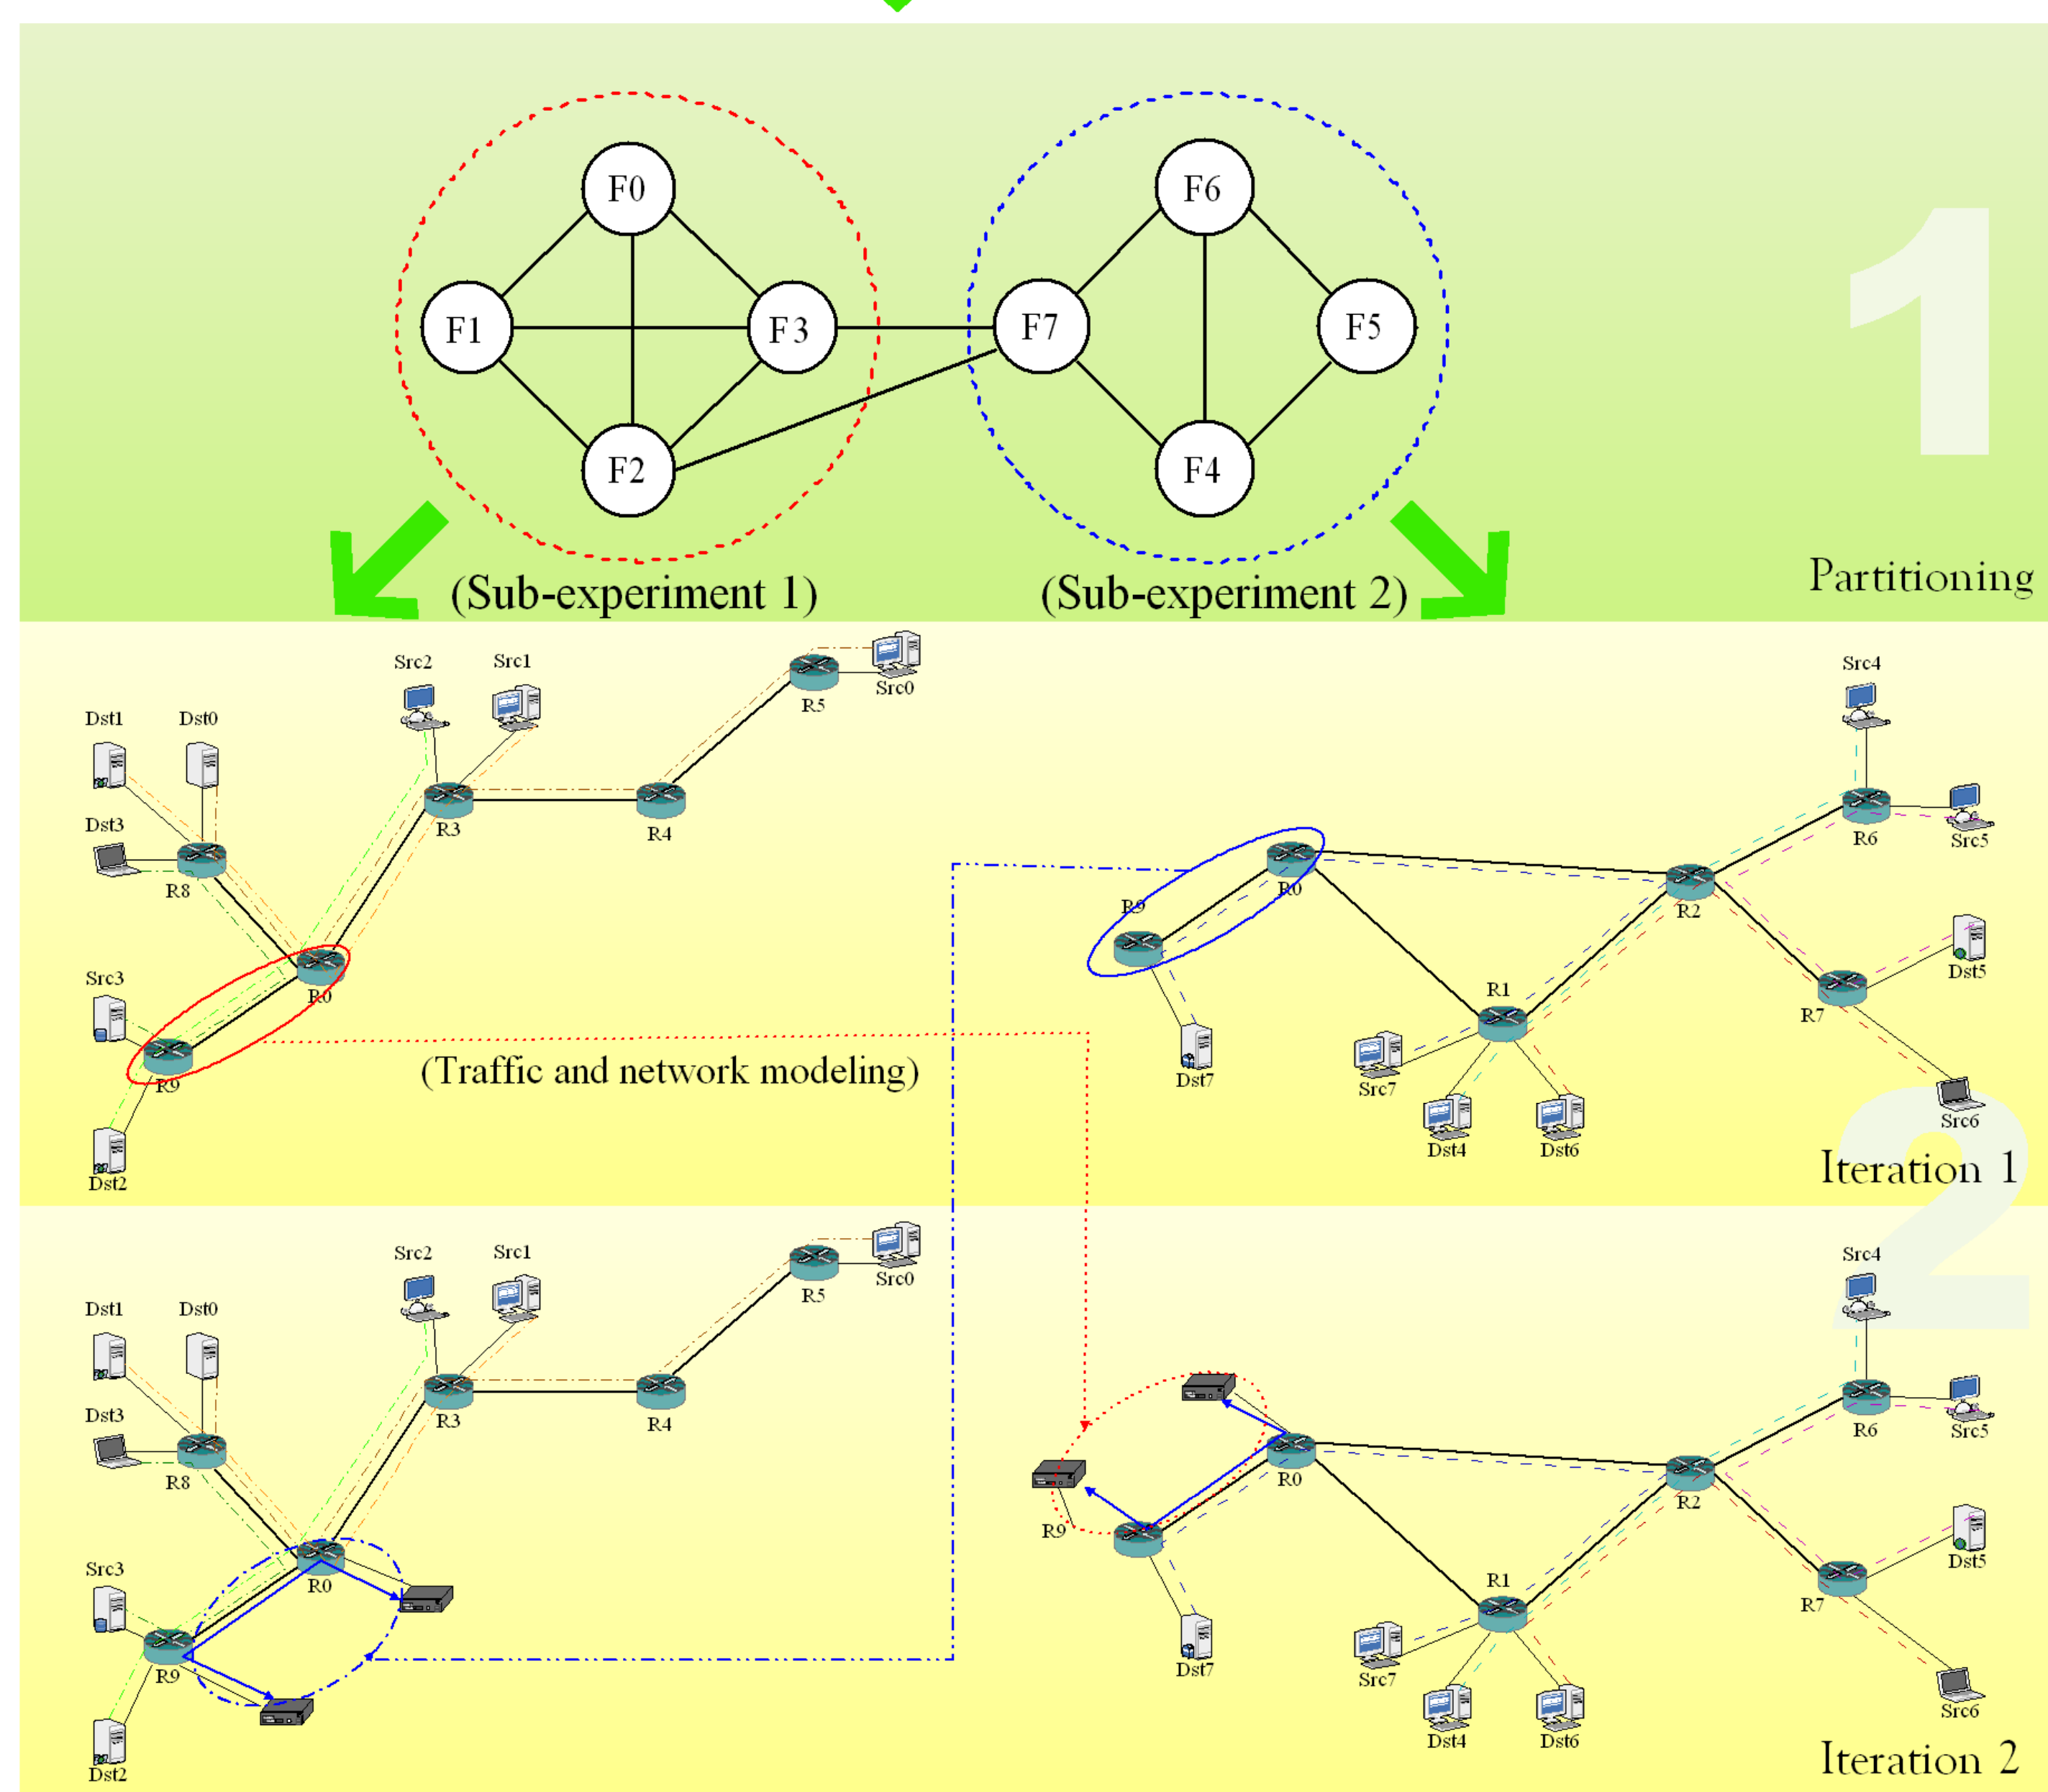 F0
F6
F1
F3
F7
F5
F2
F4
1
(Sub-experiment 1)
(Sub-experiment 2)
Partitioning
Src2
Src1
Src0
R5
Dst1
Dst0
R3
R4
Dst3
R8
Src3
R0
R9
Dst2
(Traffic and network modeling)
Src4
R6
Src5
R0
R9
R2
Dst5
R1
R7
Dst7
Src7
Dst4
Dst6
Src6
2
Iteration 1
Src2
Src1
Src0
R5
Dst1
Dst0
R3
R4
Dst3
R8
Src3
R0
R9
Dst2
Src4
R6
Src5
R0
R9
R2
Dst5
R1
R7
Dst7
Src7
Dst4
Dst6
Src6
Iteration 2